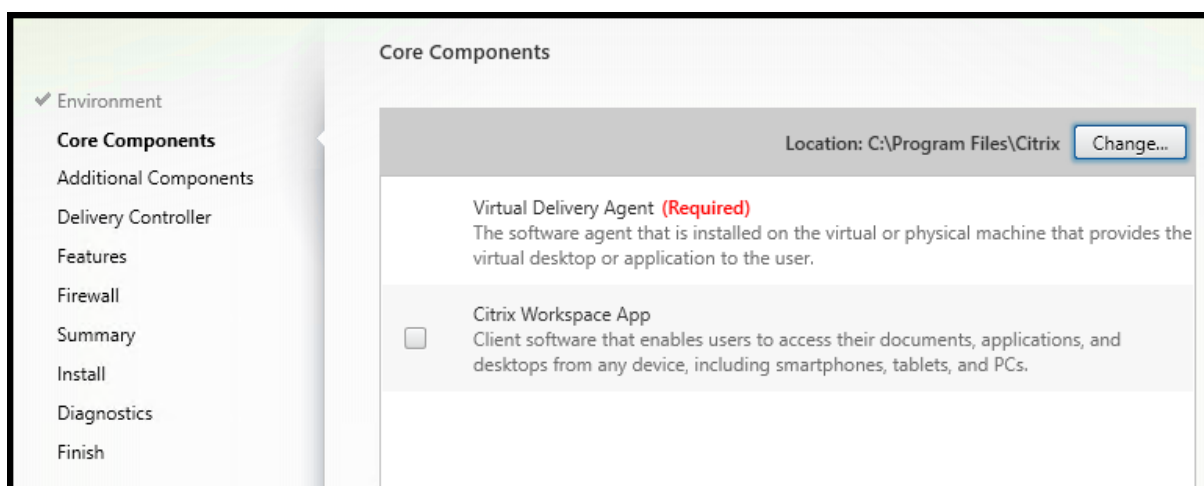 Core Components
Environment
Core Components
Additional Components
Delivery Controller
Features
Firewall
Summary
Install
Diagnostics
Finish
Location: C:\Program Files\Citrix
Change...
Virtual Delivery Agent (Required)
The software agent that is installed on the virtual or physical machine that provides the
virtual desktop or application to the user.
Citrix Workspace App
Client software that enables users to access their documents, applications, and
desktops from any device, including smartphones, tablets, and PCs.